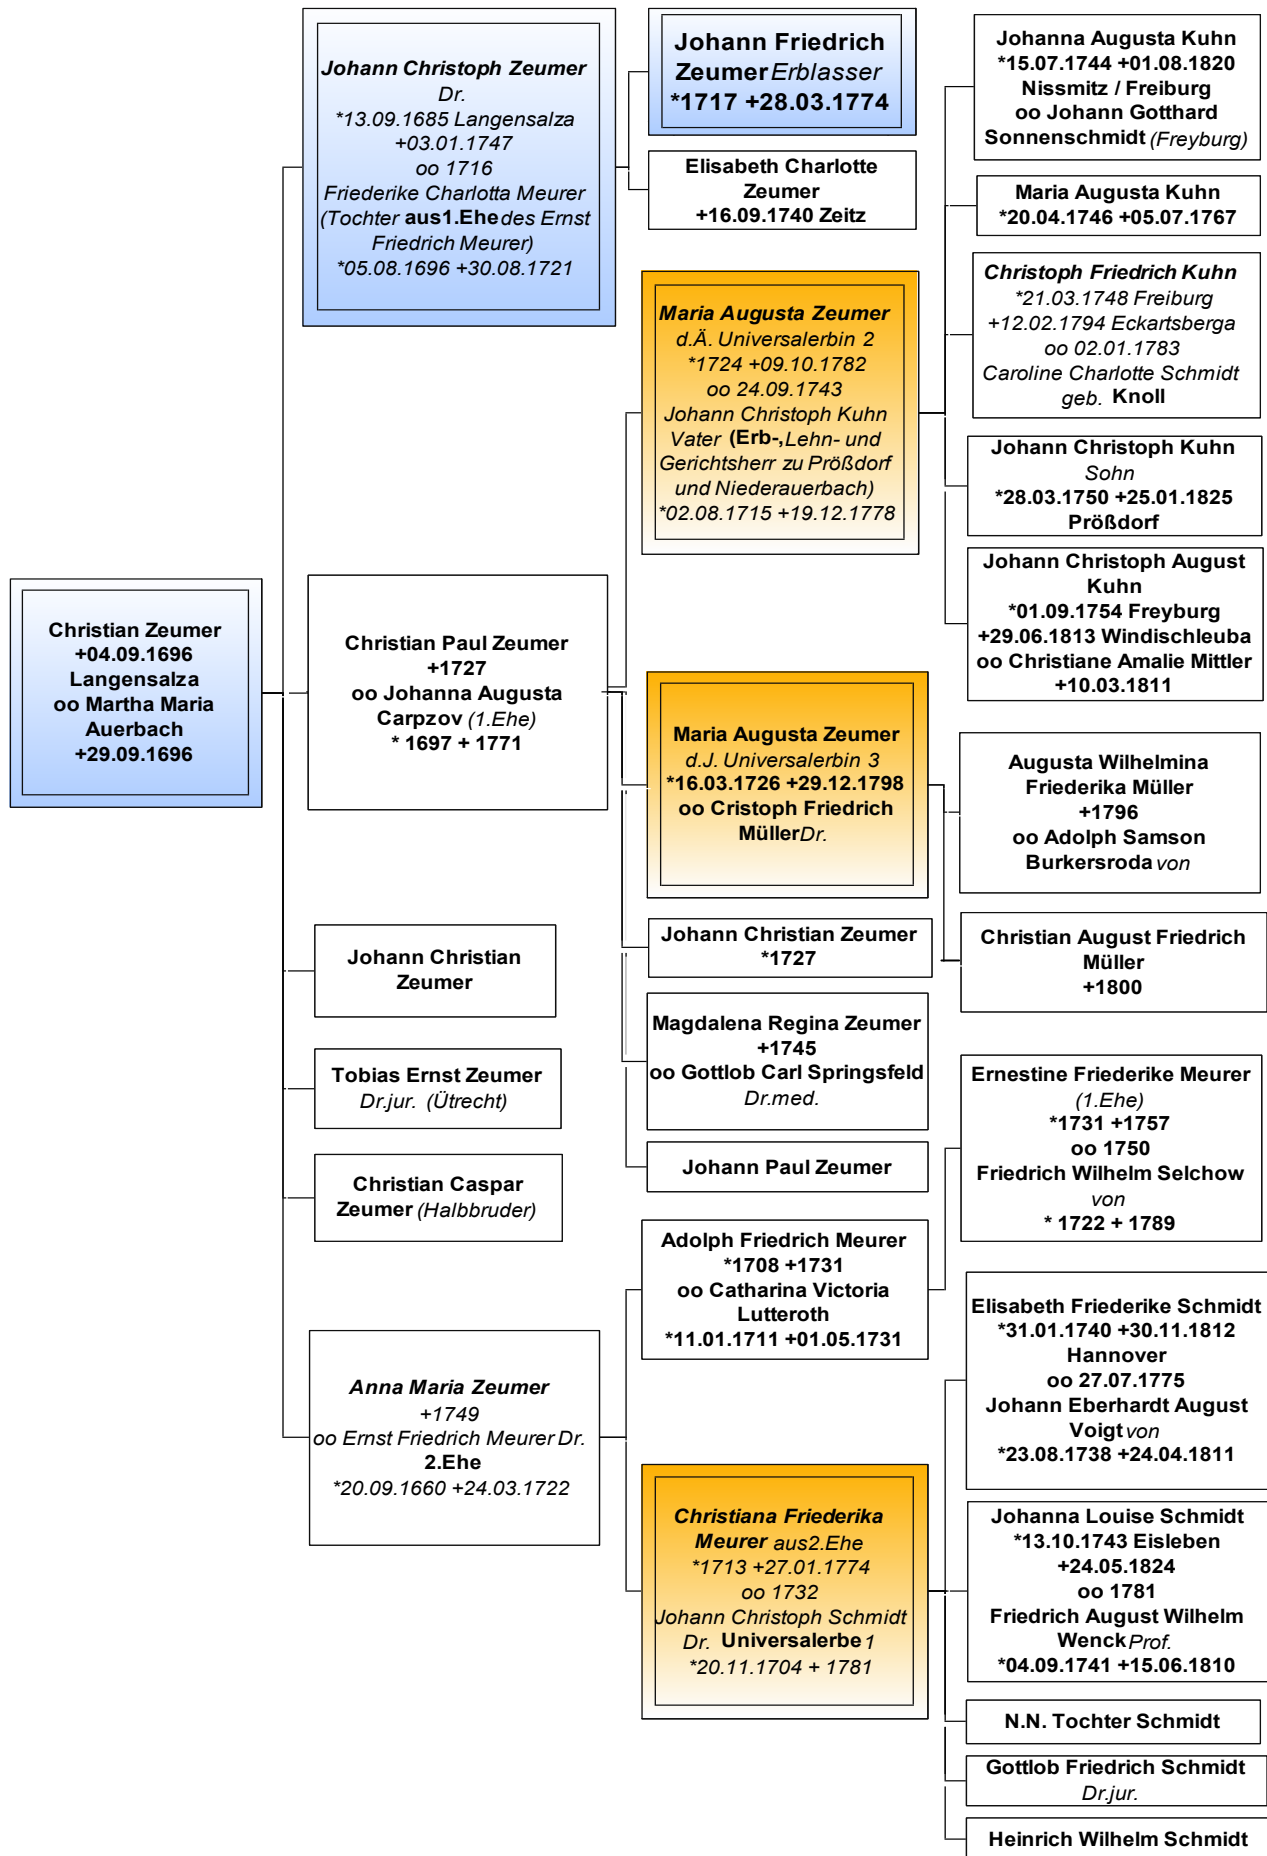 Christian Zeumer
+04.09.1696
Langensalza
oo Martha Maria
Auerbach
+29.09.1696
Johann Christoph Zeumer
Dr.
*13.09.1685 Langensalza
+03.01.1747
oo 1716
Friederike Charlotta Meurer
(Tochter aus1.Ehe des Ernst
Friedrich Meurer)
*05.08.1696 +30.08.1721
Christian Paul Zeumer
+1727
oo Johanna Augusta
Carpzov (1.Ehe)
* 1697 + 1771
Johann Christian
Zeumer
Tobias Ernst Zeumer
Dr.jur. (Ütrecht)
Christian Caspar
Zeumer (Halbbruder)
Anna Maria Zeumer
+1749
oo Ernst Friedrich Meurer Dr.
2.Ehe
*20.09.1660 +24.03.1722
Johann Friedrich
Zeumer Erblasser
*1717 +28.03.1774
Elisabeth Charlotte
Zeumer
+16.09.1740 Zeitz
Maria Augusta Zeumer
d.Ä. Universalerbin 2
*1724 +09.10.1782
oo 24.09.1743
Johann Christoph Kuhn
Vater (Erb-,Lehn- und
Gerichtsherr zu Prößdorf
und Niederauerbach)
*02.08.1715 +19.12.1778
Maria Augusta Zeumer
d.J. Universalerbin 3
*16.03.1726 +29.12.1798
oo Cristoph Friedrich
Müller Dr.
Johann Christian Zeumer
*1727
Magdalena Regina Zeumer
+1745
oo Gottlob Carl Springsfeld
Dr.med.
Johann Paul Zeumer
Adolph Friedrich Meurer
*1708 +1731
oo Catharina Victoria
Lutteroth
*11.01.1711 +01.05.1731
Christiana Friederika
Meurer aus2.Ehe
*1713 +27.01.1774
oo 1732
Johann Christoph Schmidt
Dr. Universalerbe 1
*20.11.1704 + 1781
Johanna Augusta Kuhn
*15.07.1744 +01.08.1820
Nissmitz / Freiburg
oo Johann Gotthard
Sonnenschmidt (Freyburg)
Maria Augusta Kuhn
*20.04.1746 +05.07.1767
Christoph Friedrich Kuhn
*21.03.1748 Freiburg
+12.02.1794 Eckartsberga
oo 02.01.1783
Caroline Charlotte Schmidt
geb. Knoll
Johann Christoph Kuhn
Sohn
*28.03.1750 +25.01.1825
Prößdorf
Johann Christoph August
Kuhn
*01.09.1754 Freyburg
+29.06.1813 Windischleuba
oo Christiane Amalie Mittler
+10.03.1811
Augusta Wilhelmina
Friederika Müller
+1796
oo Adolph Samson
Burkersroda von
Christian August Friedrich
Müller
+1800
Ernestine Friederike Meurer
(1.Ehe)
*1731 +1757
oo 1750
Friedrich Wilhelm Selchow
von
* 1722 + 1789
Elisabeth Friederike Schmidt
*31.01.1740 +30.11.1812
Hannover
oo 27.07.1775
Johann Eberhardt August
Voigt von
*23.08.1738 +24.04.1811
Johanna Louise Schmidt
*13.10.1743 Eisleben
+24.05.1824
oo 1781
Friedrich August Wilhelm
Wenck Prof.
*04.09.1741 +15.06.1810
N.N. Tochter Schmidt
Gottlob Friedrich Schmidt
Dr.jur.
Heinrich Wilhelm Schmidt